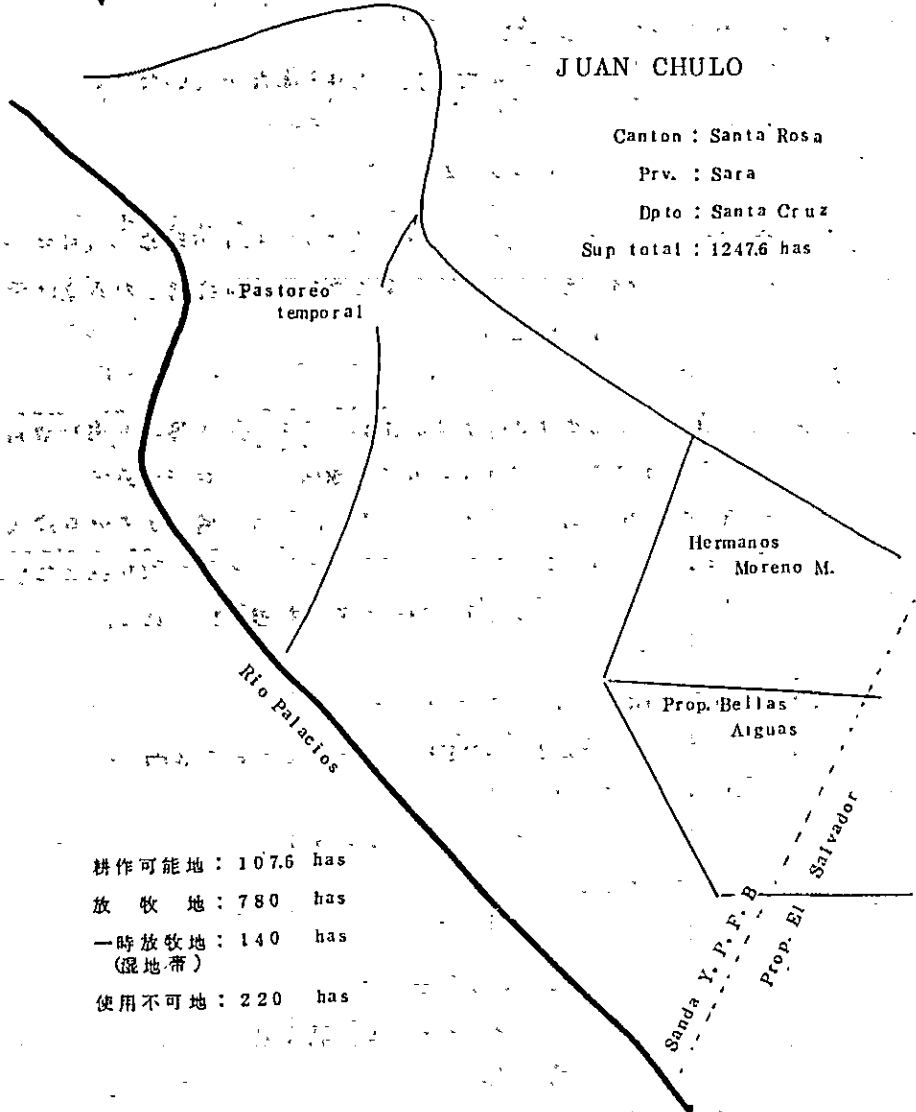 JUAN CHULO
Canton : Santa Rosa
Prv. : Sara
Dpto : Santa Cruz
Sup total : 1247.6 has
Pastoreo
temporal
Hermanos
Moreno M.
Prop. Bellas
Aiguas
Rio Palacios
Sanda Y. P. F. B
Prop. El Salvador
耕作可能地 : 107.6 has
放牧地 : 780 has
一時放牧地 : 140 has
(湿地帯)
使用不可地 : 220 has